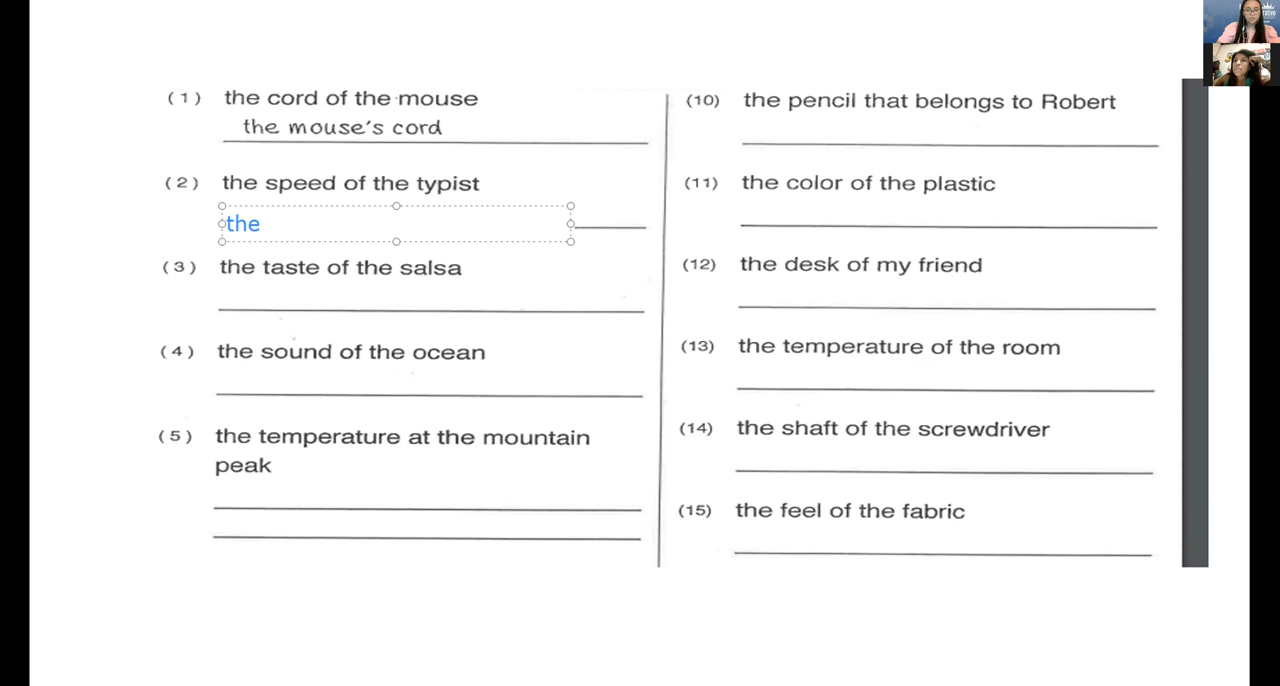 (1) the cord of the mouse
the mouse's cord
(2) the speed of the typist
the
(3) the taste of the salsa
(4) the sound of the ocean
(5) the temperature at the mountain
peak
(10) the pencil that belongs to Robert
(11) the color of the plastic
(12) the desk of my friend
(13) the temperature of the room
(14) the shaft of the screwdriver
(15) the feel of the fabric